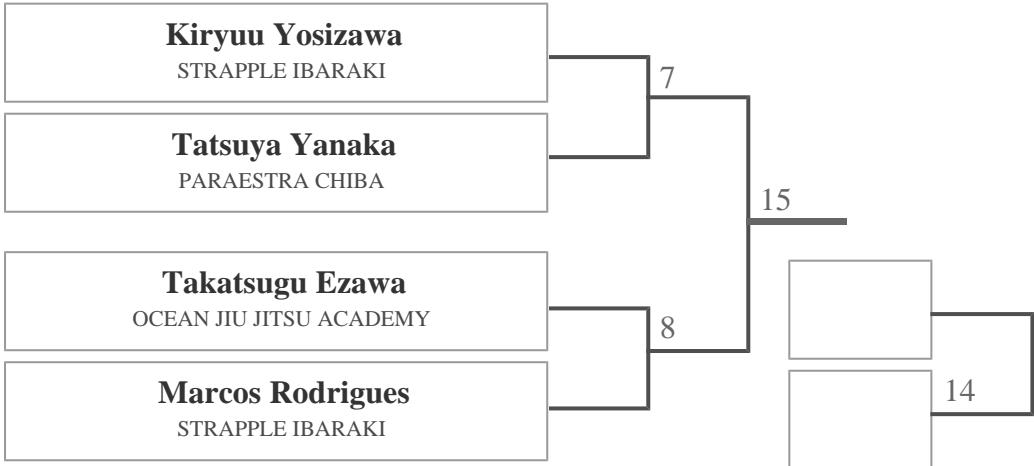 Kiryuu Yosizawa
STRAPPLE IBARAKI
7
Tatsuya Yanaka
PARAESTRA CHIBA
15
Takatsugu Ezawa
OCEAN JIU JITSU ACADEMY
8
Marcos Rodrigues
STRAPPLE IBARAKI
14